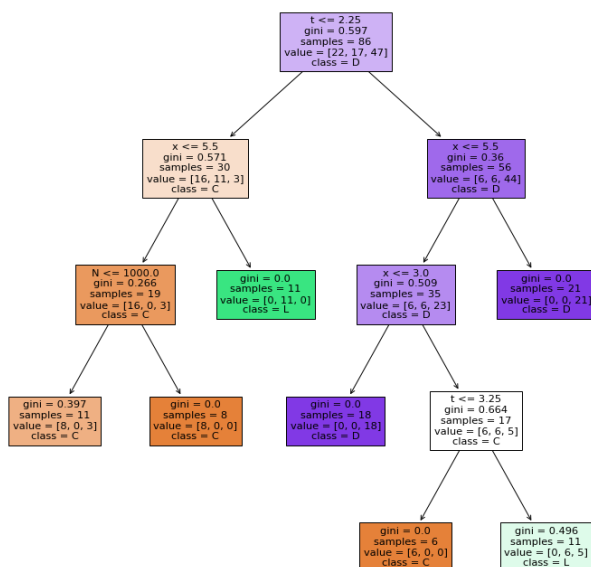 t <= 2.25
gini = 0.597
samples = 86
value = [22, 17, 47]
class = D
x <= 5.5
gini = 0.571
samples = 30
value = [16, 11, 3]
class = C
x <= 5.5
gini = 0.36
samples = 56
value = [6, 6, 44]
class = D
N <= 1000.0
gini = 0.266
samples = 19
value = [16, 0, 3]
class = C
gini = 0.0
samples = 11
value = [0, 11, 0]
class = L
x <= 3.0
gini = 0.509
samples = 35
value = [6, 6, 23]
class = D
gini = 0.0
samples = 21
value = [0, 0, 21]
class = D
gini = 0.397
samples = 11
value = [8, 0, 3]
class = C
gini = 0.0
samples = 8
value = [8, 0, 0]
class = C
gini = 0.0
samples = 18
value = [0, 0, 18]
class = D
t <= 3.25
gini = 0.664
samples = 17
value = [6, 6, 5]
class = C
gini = 0.0
samples = 6
value = [6, 0, 0]
class = C
gini = 0.496
samples = 11
value = [0, 6, 5]
class = L